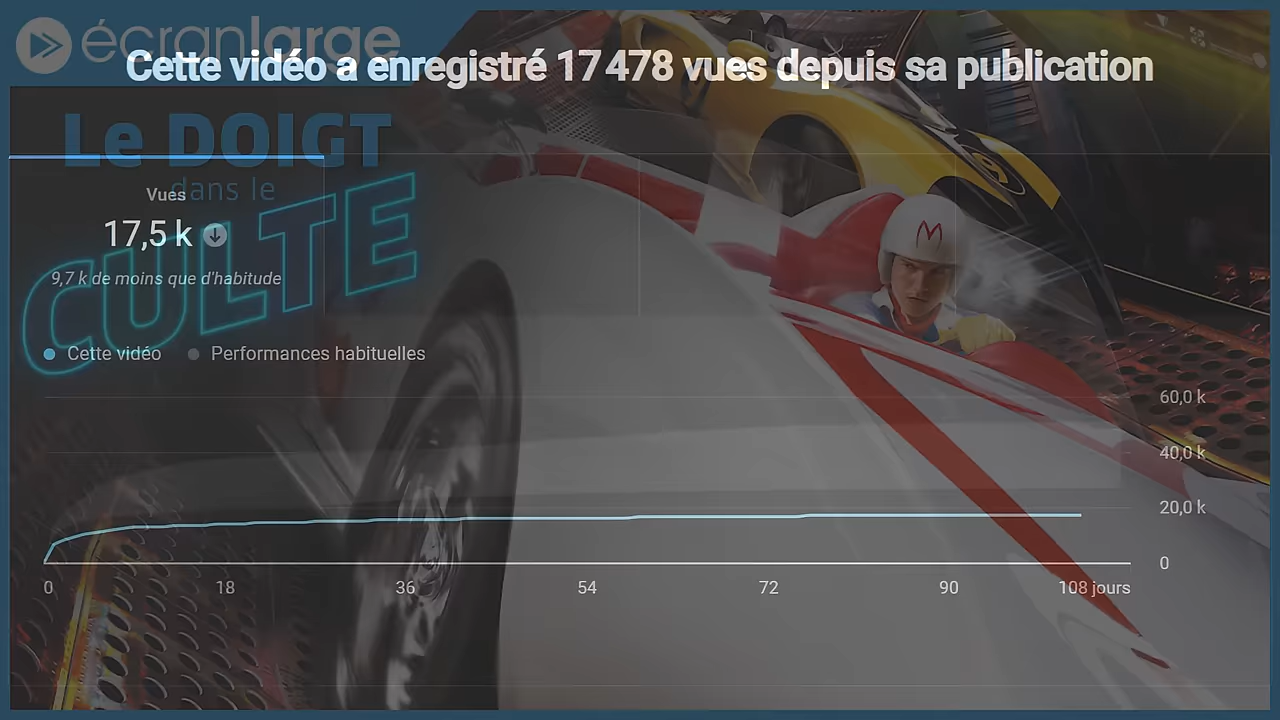 écranlarge
Cette vidéo a enregistré 17 478 vues depuis sa publication
Le DOIGT
dans le
CULTE
Vues
17,5 k
9,7 k de moins que d'habitude
Cette vidéo
Performances habituelles
60,0 k
40,0 k
20,0 k
0
0 18 36 54 72 90 108 jours
M
9